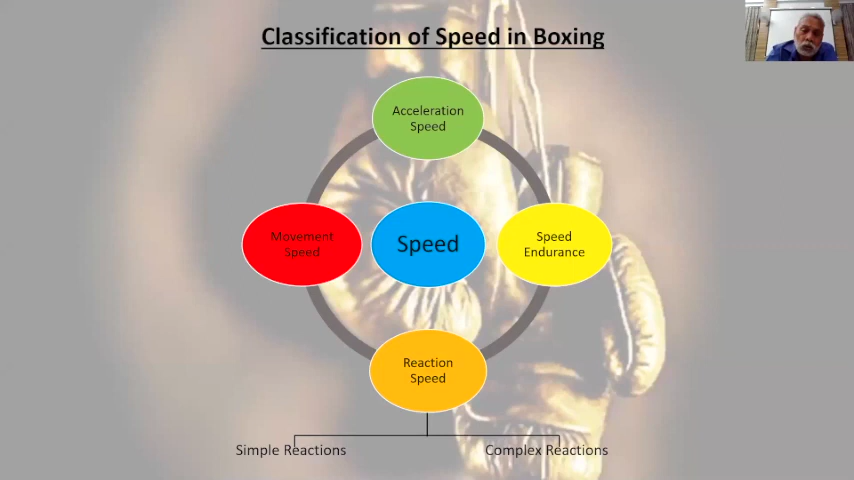 Classification of Speed in Boxing
Acceleration
Speed
Movement
Speed
Speed
Speed
Endurance
Reaction
Speed
Simple Reactions
Complex Reactions